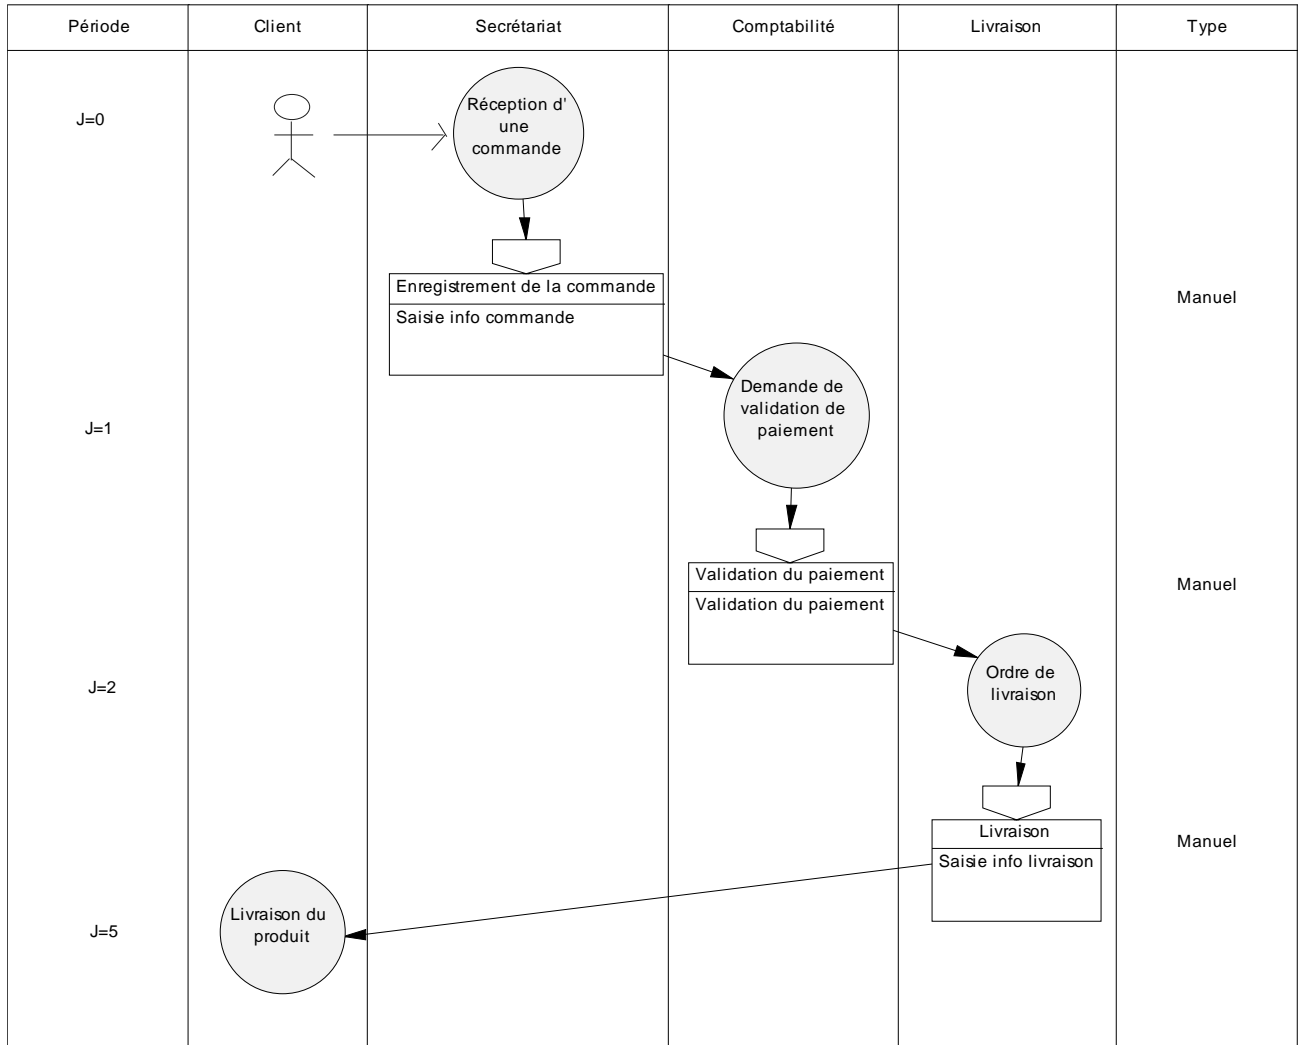 Période
Client
Secrétariat
Comptabilité
Livraison
Type
J=0
Réception d'
une
commande
Enregistrement de la commande
Saisie info commande
Manuel
J=1
Demande de
validation de
paiement
Validation du paiement
Validation du paiement
Manuel
J=2
Ordre de
livraison
Livraison
Saisie info livraison
Manuel
J=5
Livraison du
produit